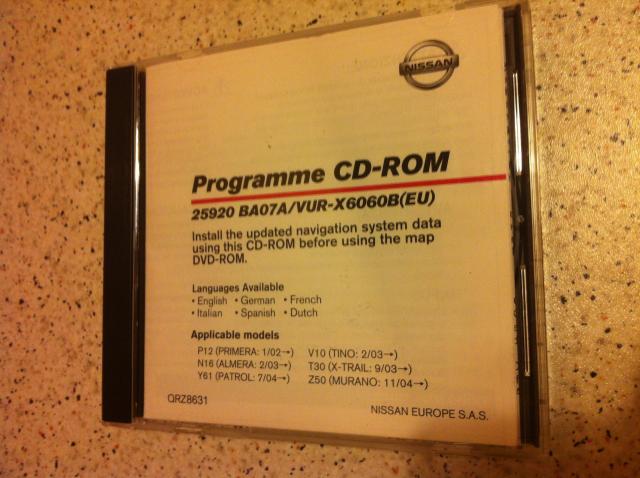 NISSAN
Programme CD-ROM
25920 BA07A/VUR-X6060B(EU)
Install the updated navigation system data
using this CD-ROM before using the map
DVD-ROM.
Languages Available
• English • German • French
• Italian • Spanish • Dutch
Applicable models
P12 (PRIMERA: 1/02→) V10 (TINO: 2/03→)
N16 (ALMERA: 2/03→) T30 (X-TRAIL: 9/03→)
Y61 (PATROL: 7/04→) Z50 (MURANO: 11/04→)
QRZ8631
NISSAN EUROPE S.A.S.